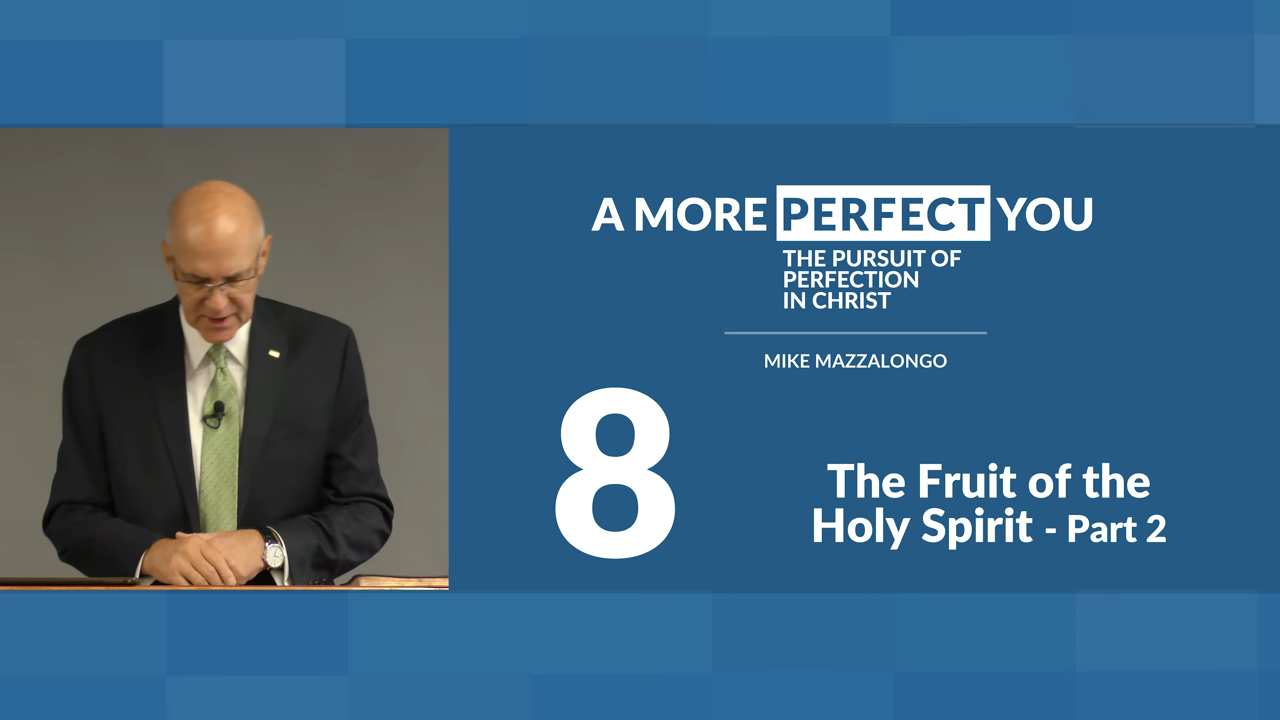 A MORE PERFECT YOU
THE PURSUIT OF
PERFECTION
IN CHRIST
MIKE MAZZALONGO
8
The Fruit of the
Holy Spirit - Part 2